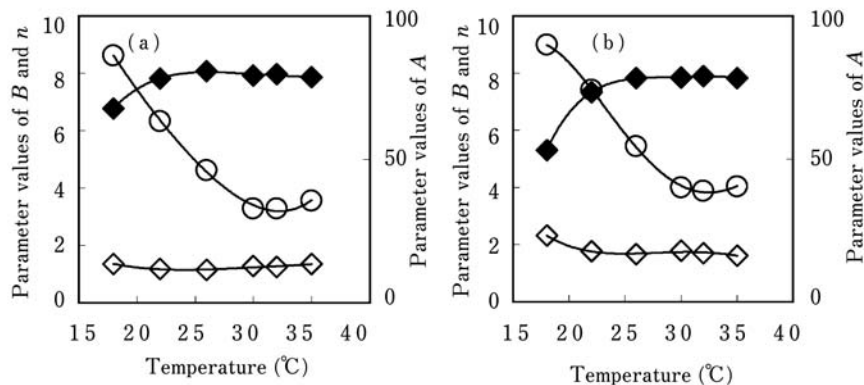 (a)
Parameter values of B and n
10
8
6
4
2
0
100
50
0
Parameter values of A
15 20 25 30 35 40
Temperature (℃)
(b)
Parameter values of B and n
10
8
6
4
2
0
100
50
0
Parameter values of A
15 20 25 30 35 40
Temperature (℃)